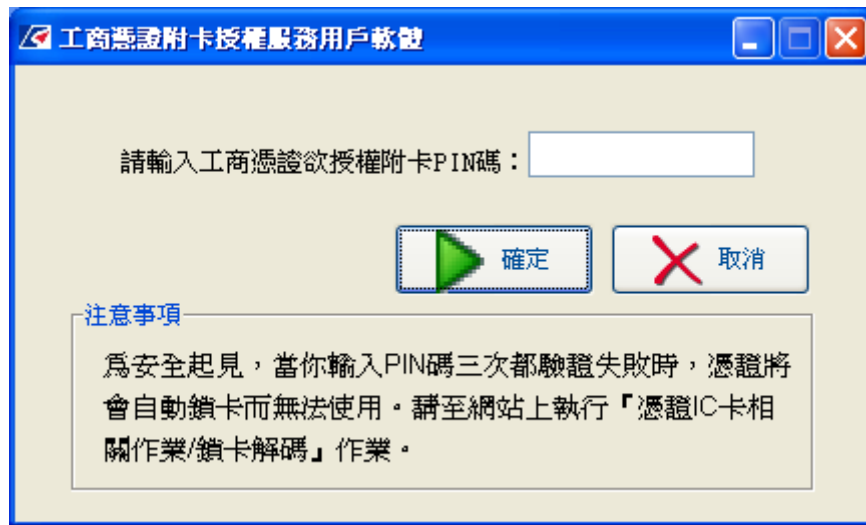 工商憑證附卡授權服務用戶軟體
請輸入工商憑證欲授權附卡PIN碼：
確定
取消
注意事項
為安全起見，當你輸入PIN碼三次都驗證失敗時，憑證將
會自動鎖卡而無法使用。請至網站上執行『憑證IC卡相
關作業/鎖卡解碼』作業。